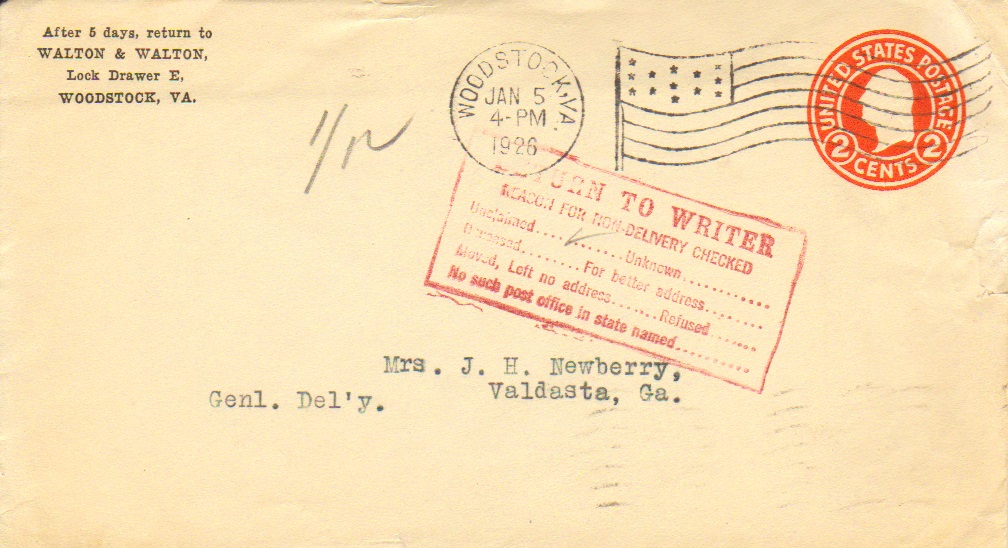 After 5 days, return to
WALTON & WALTON,
Lock Drawer E,
WOODSTOCK, VA.
WOODSTOCK, VA.
JAN 5
4-PM
1926
UNITED STATES POSTAGE
2 CENTS 2
RETURN TO WRITER
REASON FOR NON-DELIVERY CHECKED
Unclaimed............Unknown............
Deceased........For better address........
Moved, Left no address.......Refused.......
No such post office in state named..........
Mrs. J. H. Newberry,
Valdasta, Ga.
Genl. Del'y.